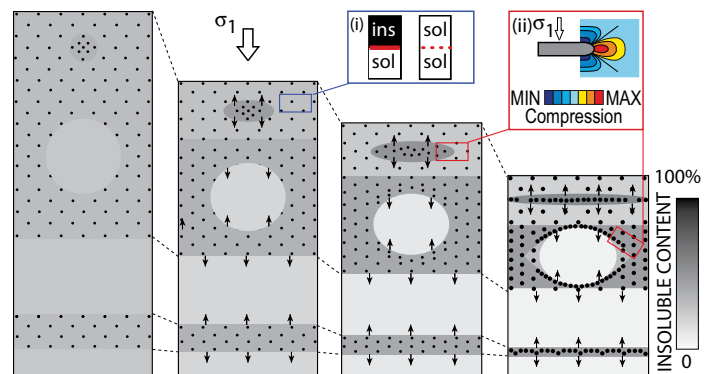 σ1
(i)
ins
sol
sol
sol
(ii)
σ1
MIN
MAX
Compression
100%
INSOLUBLE CONTENT
0